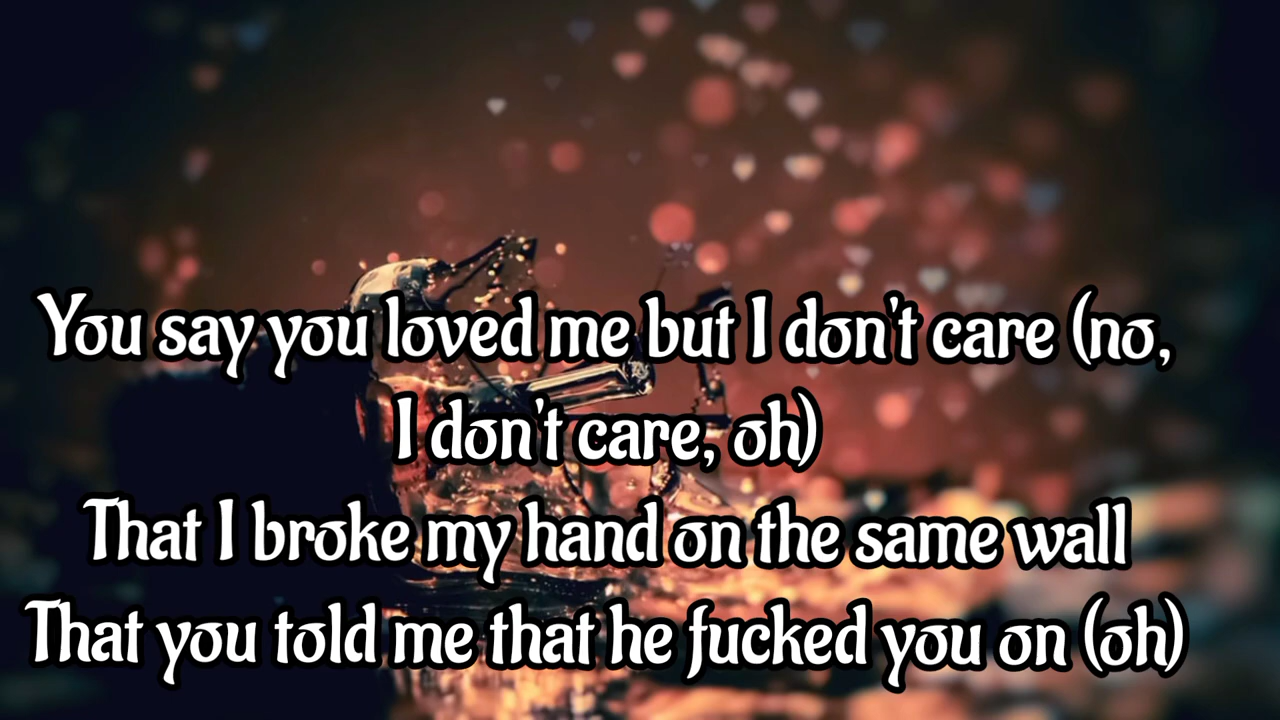 You say you loved me but I don't care (no,
I don't care, oh)
That I broke my hand on the same wall
That you told me that he fucked you on (oh)